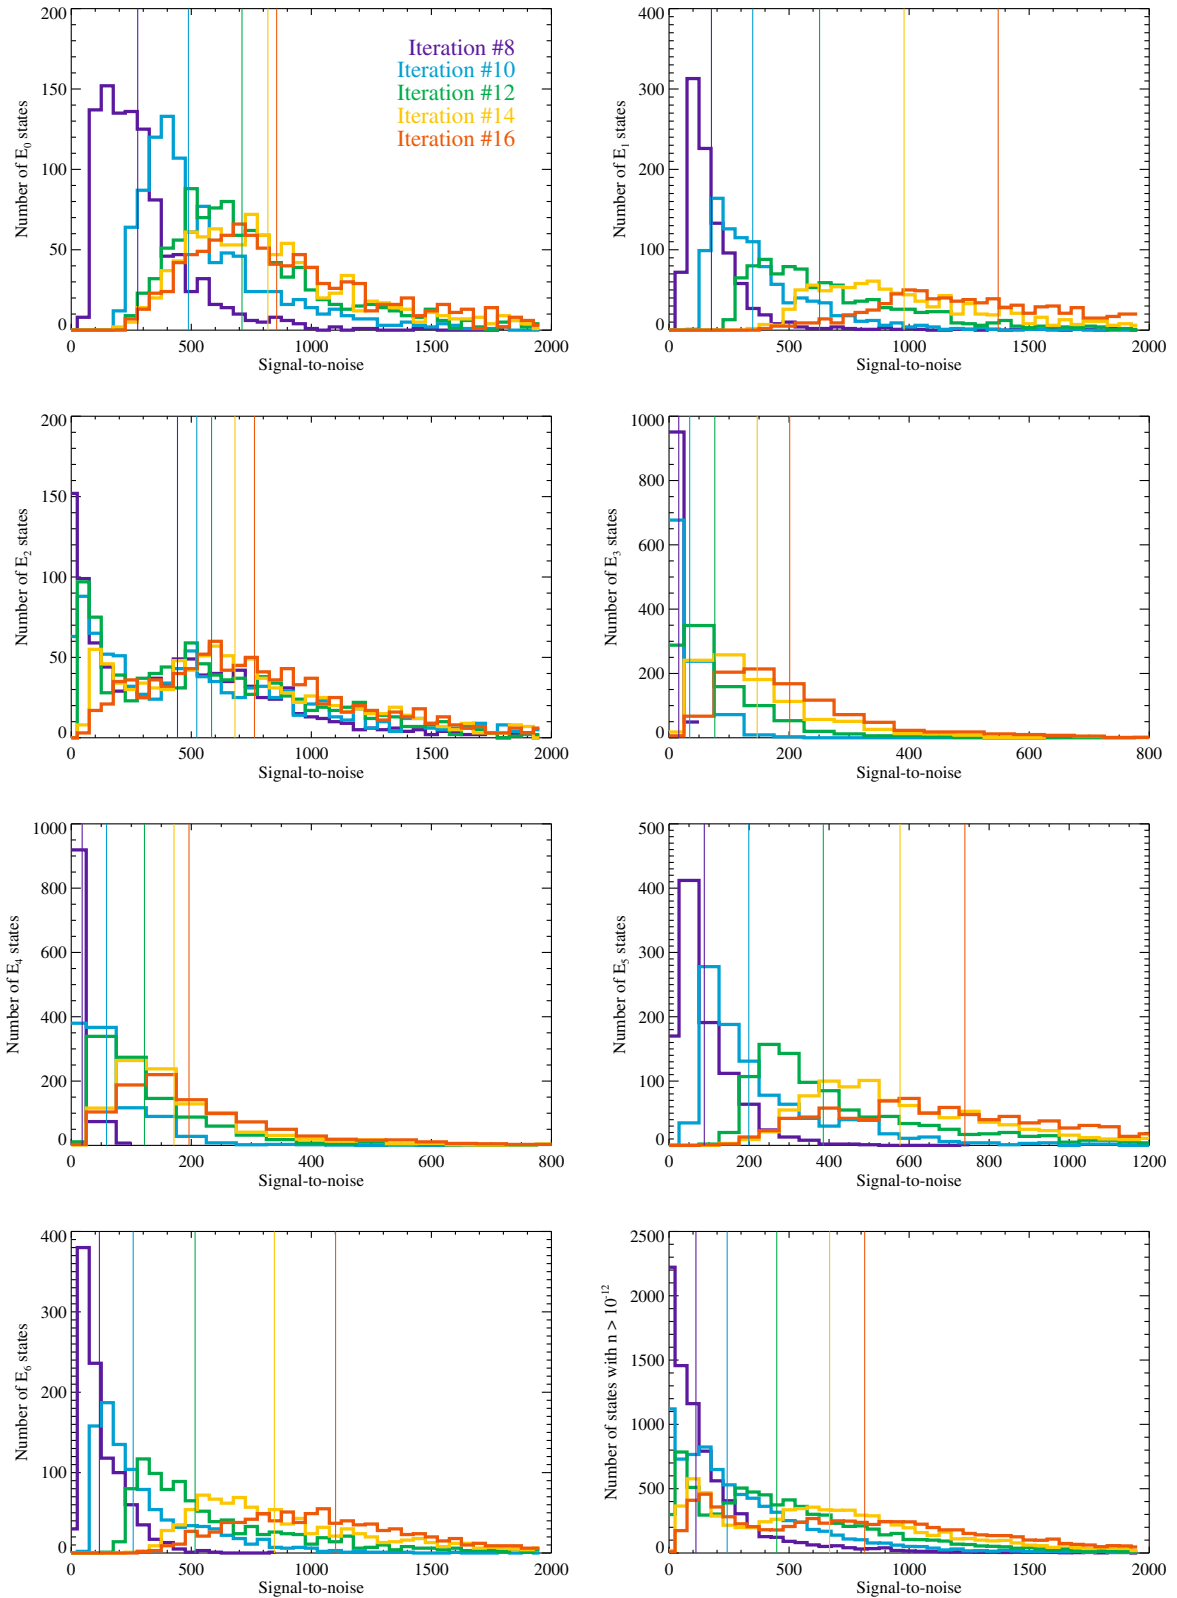 Iteration #8
Iteration #10
Iteration #12
Iteration #14
Iteration #16
Number of E0 states
200
150
100
50
0
0 500 1000 1500 2000
Signal-to-noise
Number of E1 states
400
300
200
100
0
0 500 1000 1500 2000
Signal-to-noise
Number of E2 states
200
150
100
50
0
0 500 1000 1500 2000
Signal-to-noise
Number of E3 states
1000
800
600
400
200
0
0 200 400 600 800
Signal-to-noise
Number of E4 states
1000
800
600
400
200
0
0 200 400 600 800
Signal-to-noise
Number of E5 states
500
400
300
200
100
0
0 200 400 600 800 1000 1200
Signal-to-noise
Number of E6 states
400
300
200
100
0
0 500 1000 1500 2000
Signal-to-noise
Number of states with n > 10^-12
2500
2000
1500
1000
500
0
0 500 1000 1500 2000
Signal-to-noise